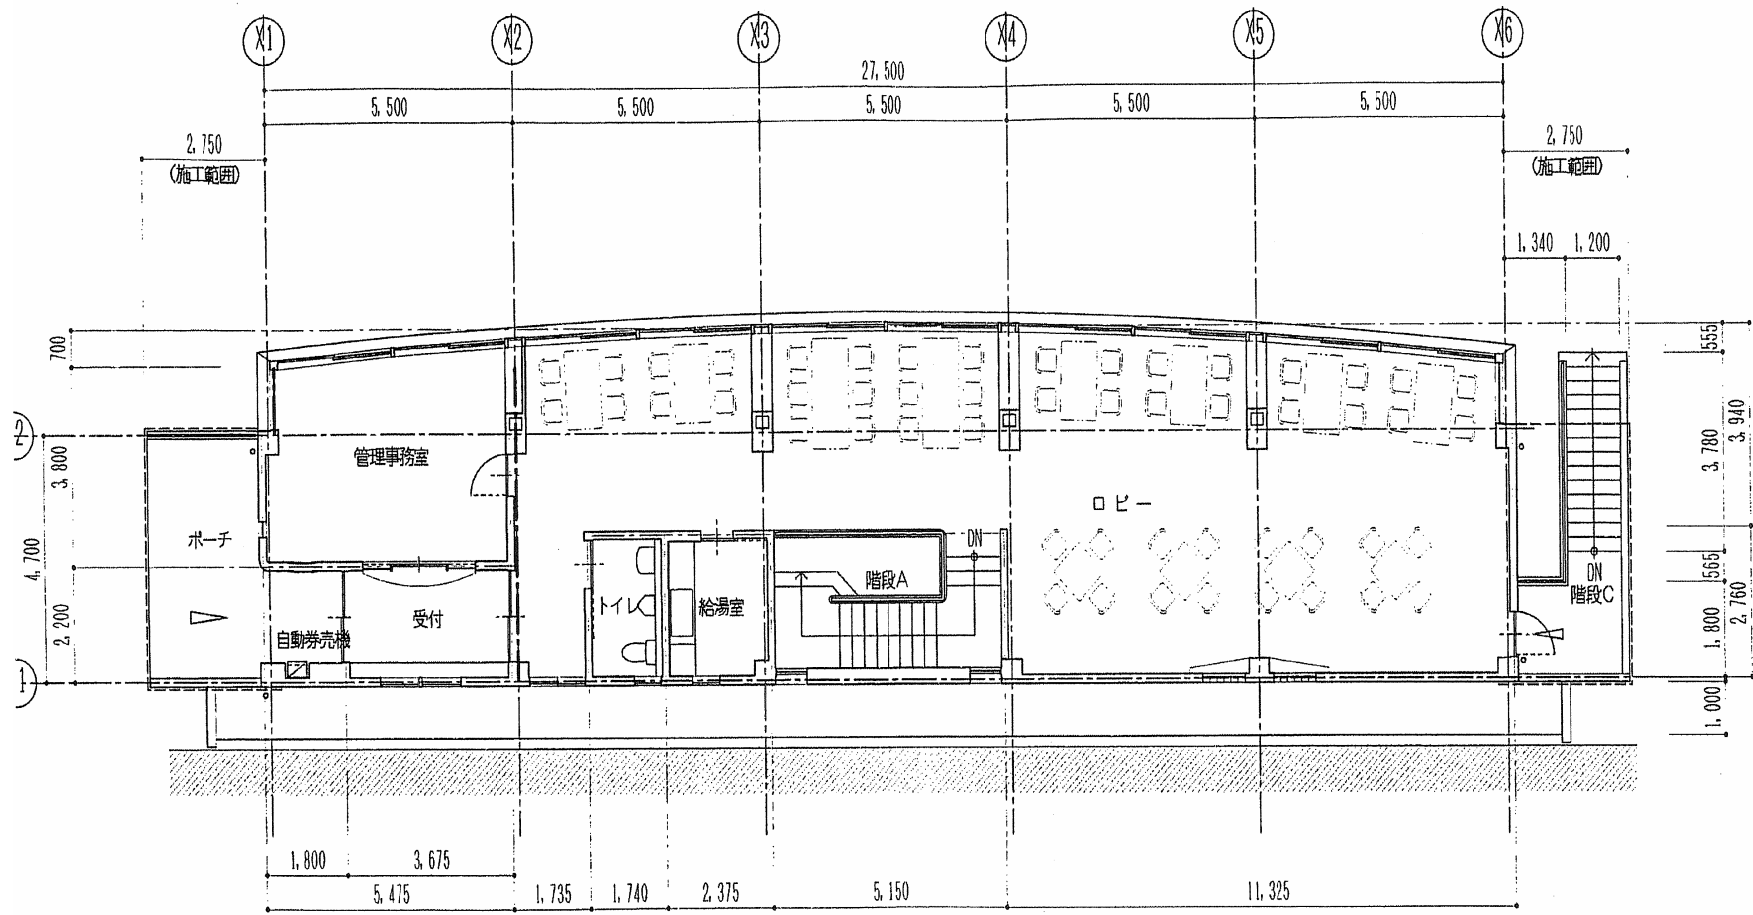 X1 X2 X3 X4 X5 X6
27,500
5,500 5,500 5,500 5,500 5,500
2,750
(施工範囲)
2,750
(施工範囲)
1,340 1,200
700
555
2
3,800
4,700
2,200
1
管理事務室
ポーチ
受付
自動券売機
トイレ
給湯室
階段A
DN
ロビー
DN
階段C
3,780
3,940
565
1,800
2,760
1,000
1,800 3,675
5,475 1,735 1,740 2,375 5,150 11,325